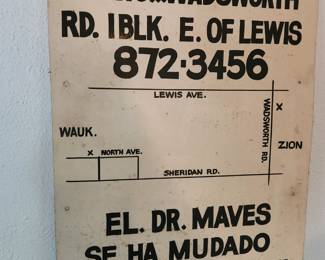 WADSWORTH
RD. 1 BLK. E. OF LEWIS
872·3456
LEWIS AVE.
X
WADSWORTH RD.
WAUK.
ZION
X NORTH AVE.
SHERIDAN RD.
EL. DR. MAVES
SE HA MUDADO